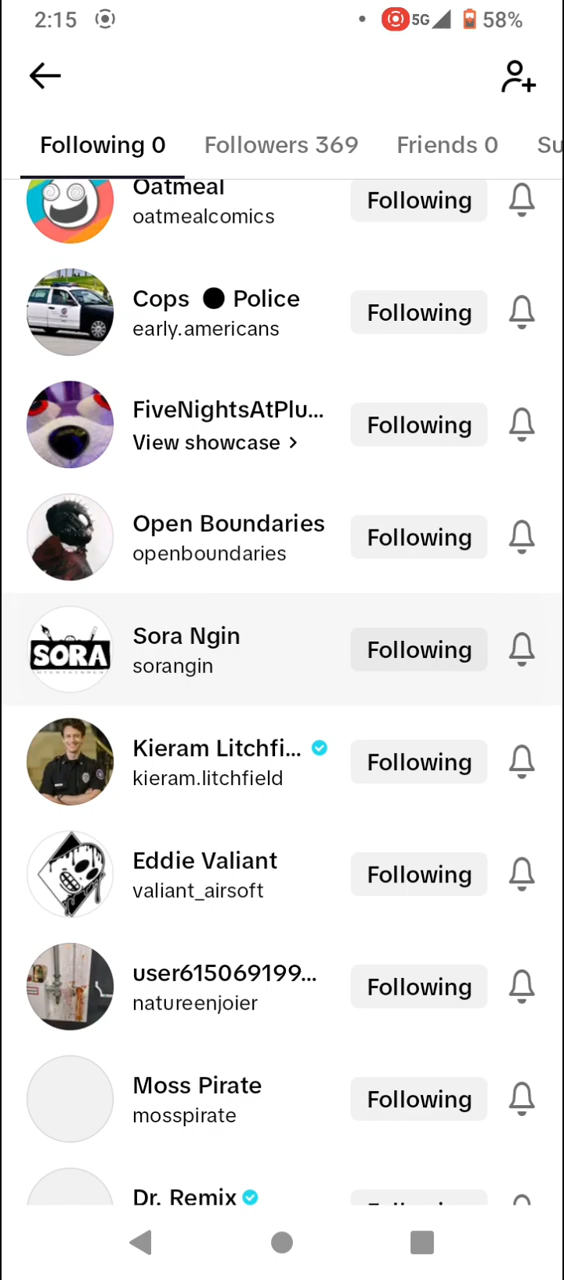 2:15
5G
58%
Following 0
Followers 369
Friends 0
Su
Oatmeal
oatmealcomics
Following
Cops ⚫ Police
early.americans
Following
FiveNightsAtPlu...
View showcase >
Following
Open Boundaries
openboundaries
Following
SORA
Sora Ngin
sorangin
Following
Kieram Litchfi...
kieram.litchfield
Following
Eddie Valiant
valiant_airsoft
Following
user615069199...
natureenjoier
Following
Moss Pirate
mosspirate
Following
Dr. Remix